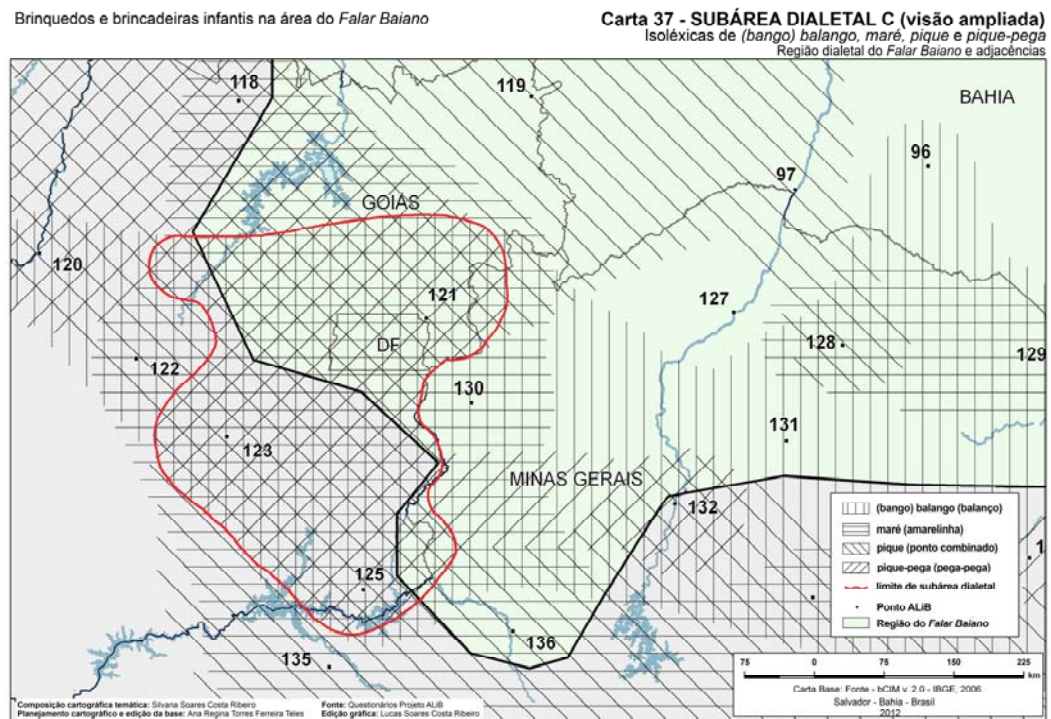 Brinquedos e brincadeiras infantis na área do Falar Baiano
Carta 37 - SUBÁREA DIALETAL C (visão ampliada)
Isoléxicas de (bango) balango, maré, pique e pique-pega
Região dialetal do Falar Baiano e adjacências
118
119
BAHIA
96
97
GOIÁS
120
121
127
DF
128
129
122
130
131
123
MINAS GERAIS
132
(bango) balango (balanço)
maré (amarelinha)
pique (ponto combinado)
pique-pega (pega-pega)
limite de subárea dialetal
Ponto ALiB
Região do Falar Baiano
1
125
136
135
75 0 75 150 225
km
Carta Base: Fonte - bCIM v. 2.0 - IBGE, 2006
Salvador - Bahia - Brasil
2012
Composição cartográfica temática: Silvana Soares Costa Ribeiro Fonte: Questionários Projeto ALiB
Planejamento cartográfico e edição da base: Ana Regina Torres Ferreira Teles Edição gráfica: Lucas Soares Costa Ribeiro